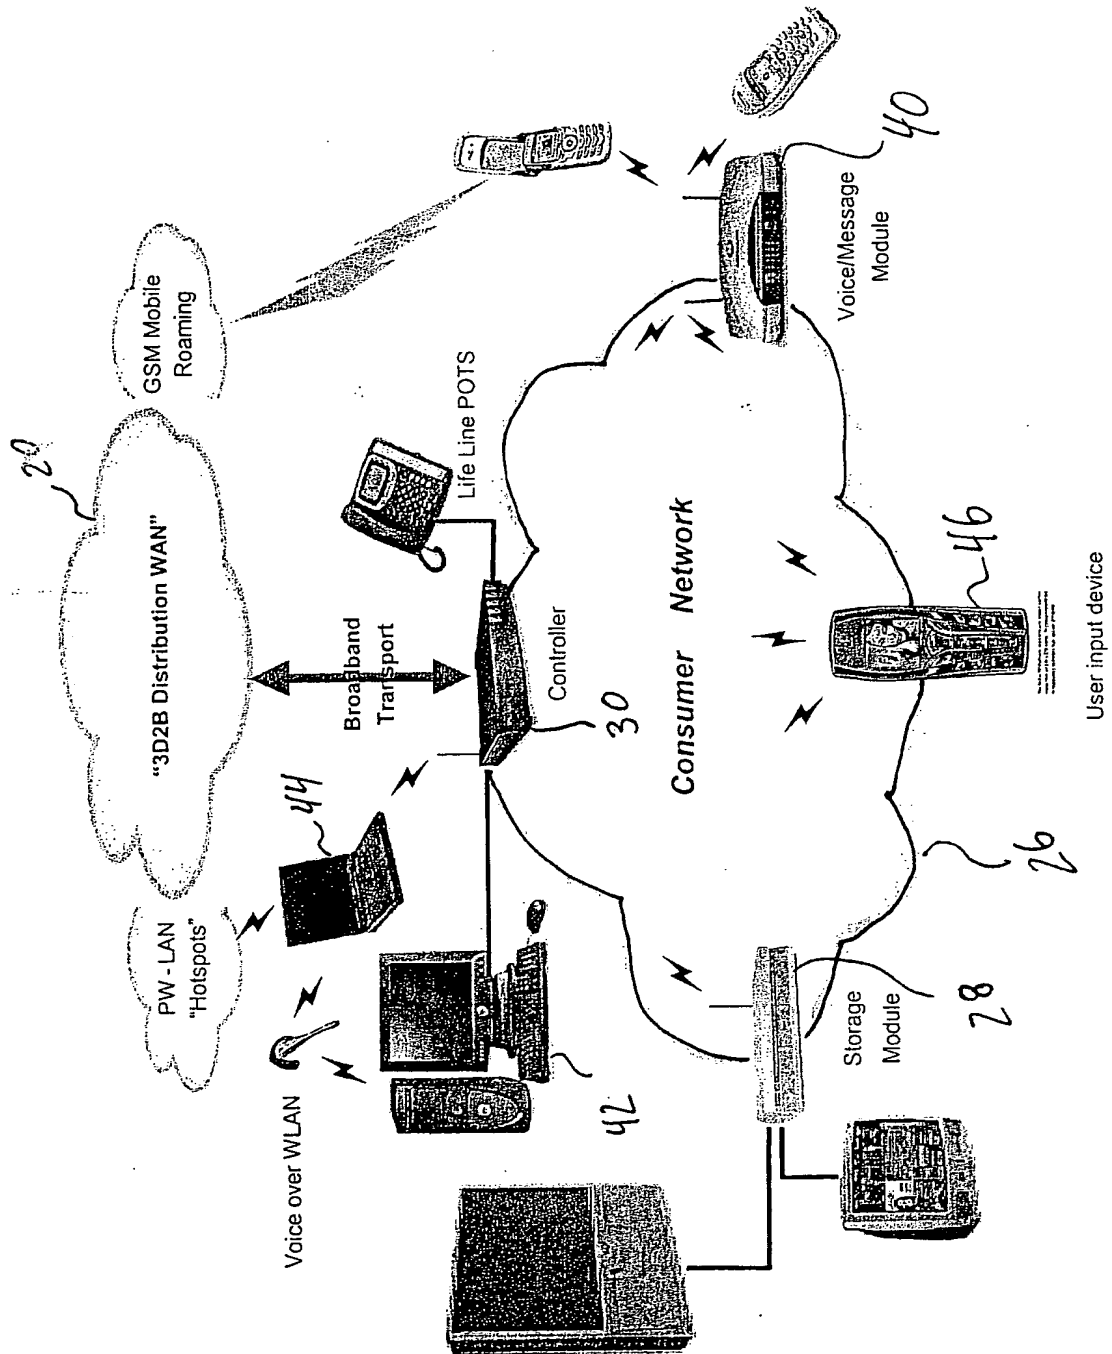 20
PW - LAN
"Hotspots"
"3D2B Distribution WAN"
GSM Mobile
Roaming
Voice over WLAN
44
Broadband
Transport
Life Line POTS
Controller
42
30
Consumer Network
Storage
Module
Voice/Message
Module
40
28
46
26
User input device